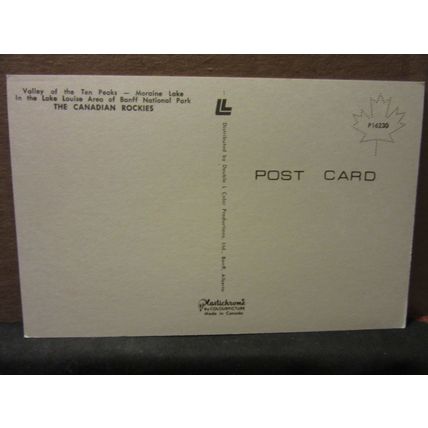 Valley of the Ten Peaks — Moraine Lake
In the Lake Louise Area of Banff National Park
THE CANADIAN ROCKIES
LL
Distributed by Double L Color Productions, Ltd., Banff, Alberta
P16230
POST CARD
Plastichrome
by COLOURPICTURE
Made in Canada